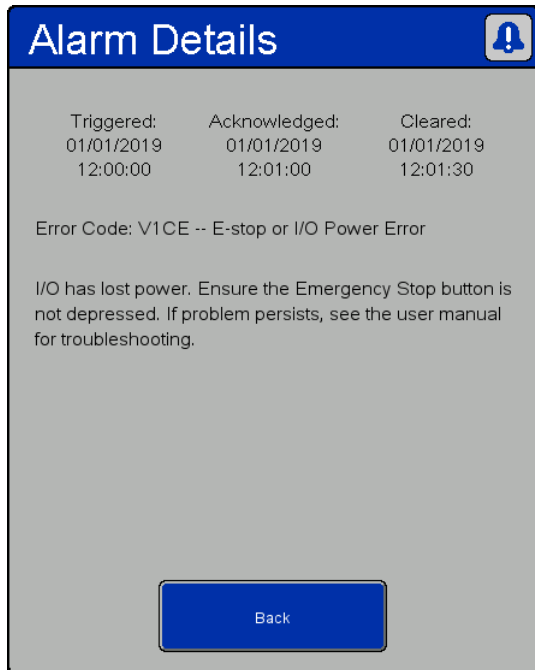 Alarm Details
Triggered: Acknowledged: Cleared:
01/01/2019 01/01/2019 01/01/2019
12:00:00 12:01:00 12:01:30
Error Code: V1CE -- E-stop or I/O Power Error
I/O has lost power. Ensure the Emergency Stop button is
not depressed. If problem persists, see the user manual
for troubleshooting.
Back